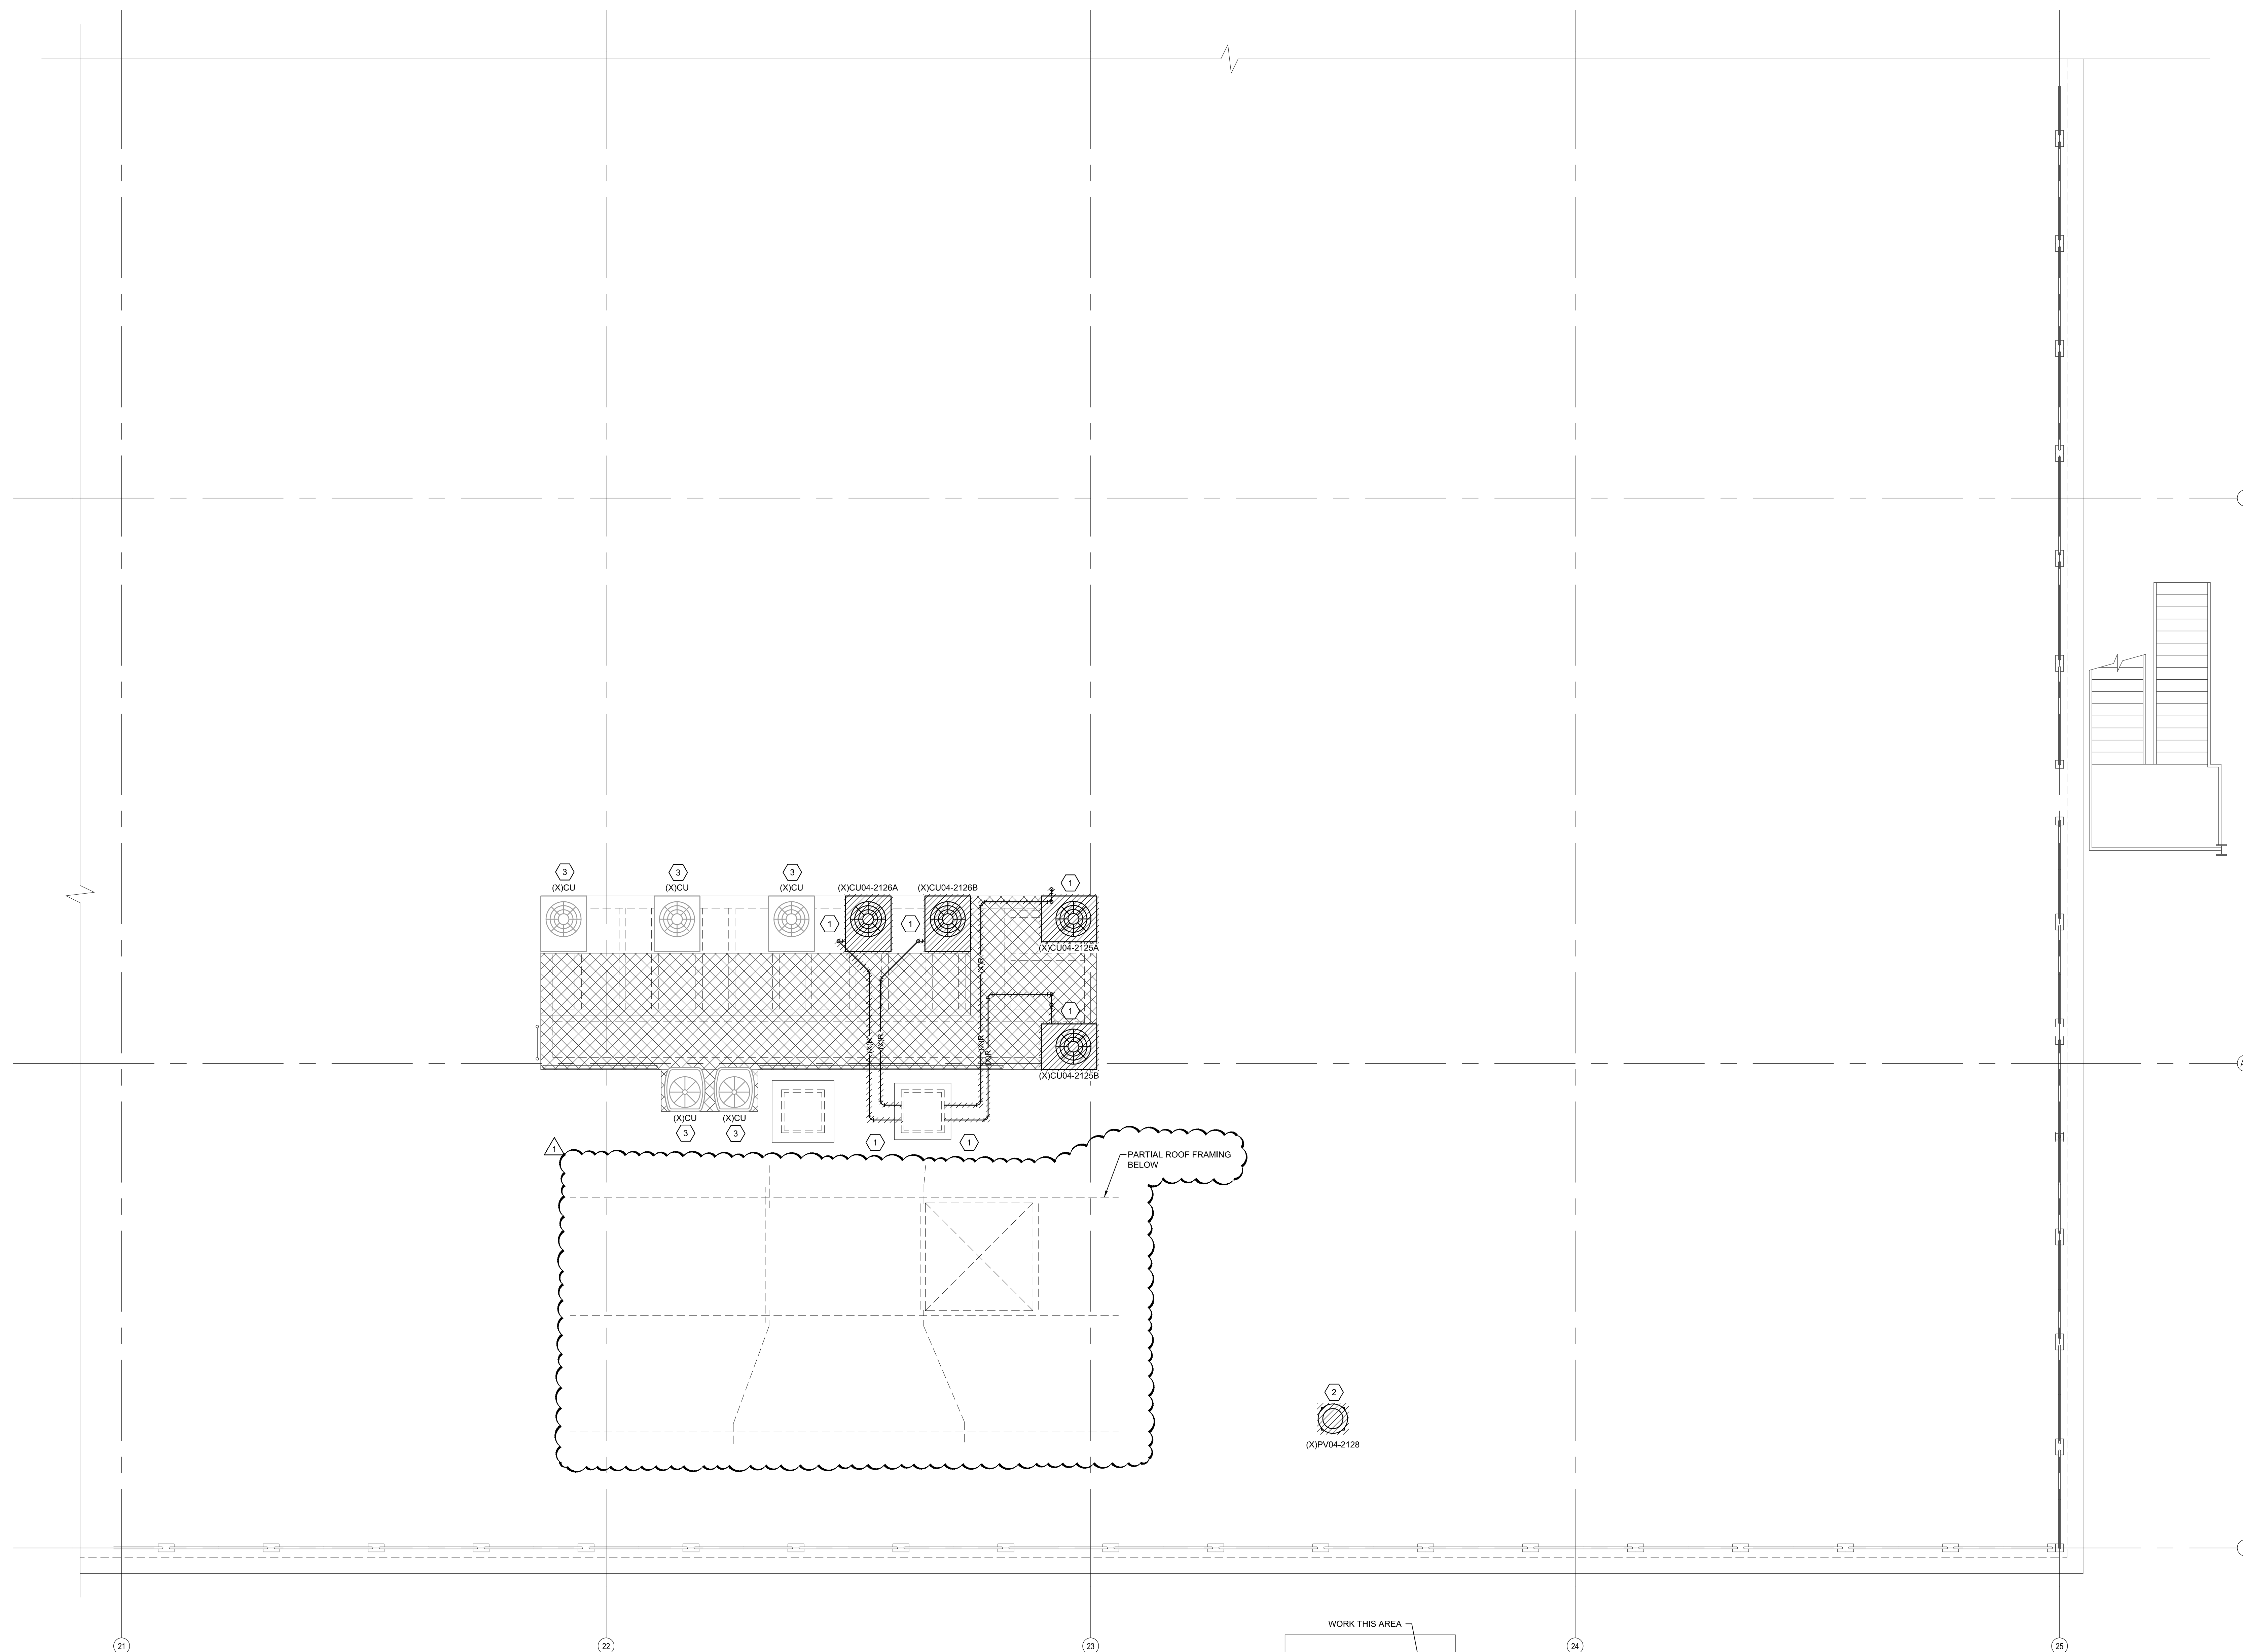 3
3
3
1
(X)CU
(X)CU
(X)CU
(X)CU04-2126A
(X)CU04-2126B
1
1
(X)CU04-2125A
(X)R
1
(X)R
(X)R
(X)R
(X)R
(X)CU04-2125B
(X)CU
(X)CU
3
3
1
1
1
PARTIAL ROOF FRAMING
BELOW
2
(X)PV04-2128
WORK THIS AREA
21
22
23
24
25